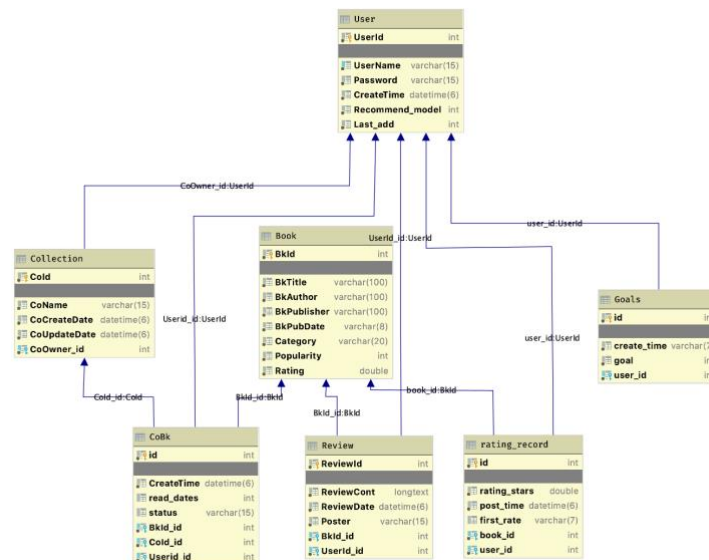 User
UserId int
UserName varchar(15)
Password varchar(15)
CreateTime datetime(6)
Recommend_model int
Last_add int
CoOwner_id:UserId
UserId_id:UserId
user_id:UserId
Userid_id:UserId
user_id:UserId
Collection
CoId int
CoName varchar(15)
CoCreateDate datetime(6)
CoUpdateDate datetime(6)
CoOwner_id int
Book
BkId int
BkTitle varchar(100)
BkAuthor varchar(100)
BkPublisher varchar(100)
BkPubDate varchar(8)
Category varchar(20)
Popularity int
Rating double
Goals
id
create_time
goal
user_id
CoId_id:CoId
BkId_id:BkId
BkId_id:BkId
book_id:BkId
CoBk
id int
CreateTime datetime(6)
read_dates int
status varchar(15)
BkId_id int
CoId_id int
Userid_id int
Review
ReviewId int
ReviewCont longtext
ReviewDate datetime(6)
Poster varchar(15)
BkId_id int
UserId_id int
rating_record
id int
rating_stars double
post_time datetime(6)
first_rate varchar(7)
book_id int
user_id int